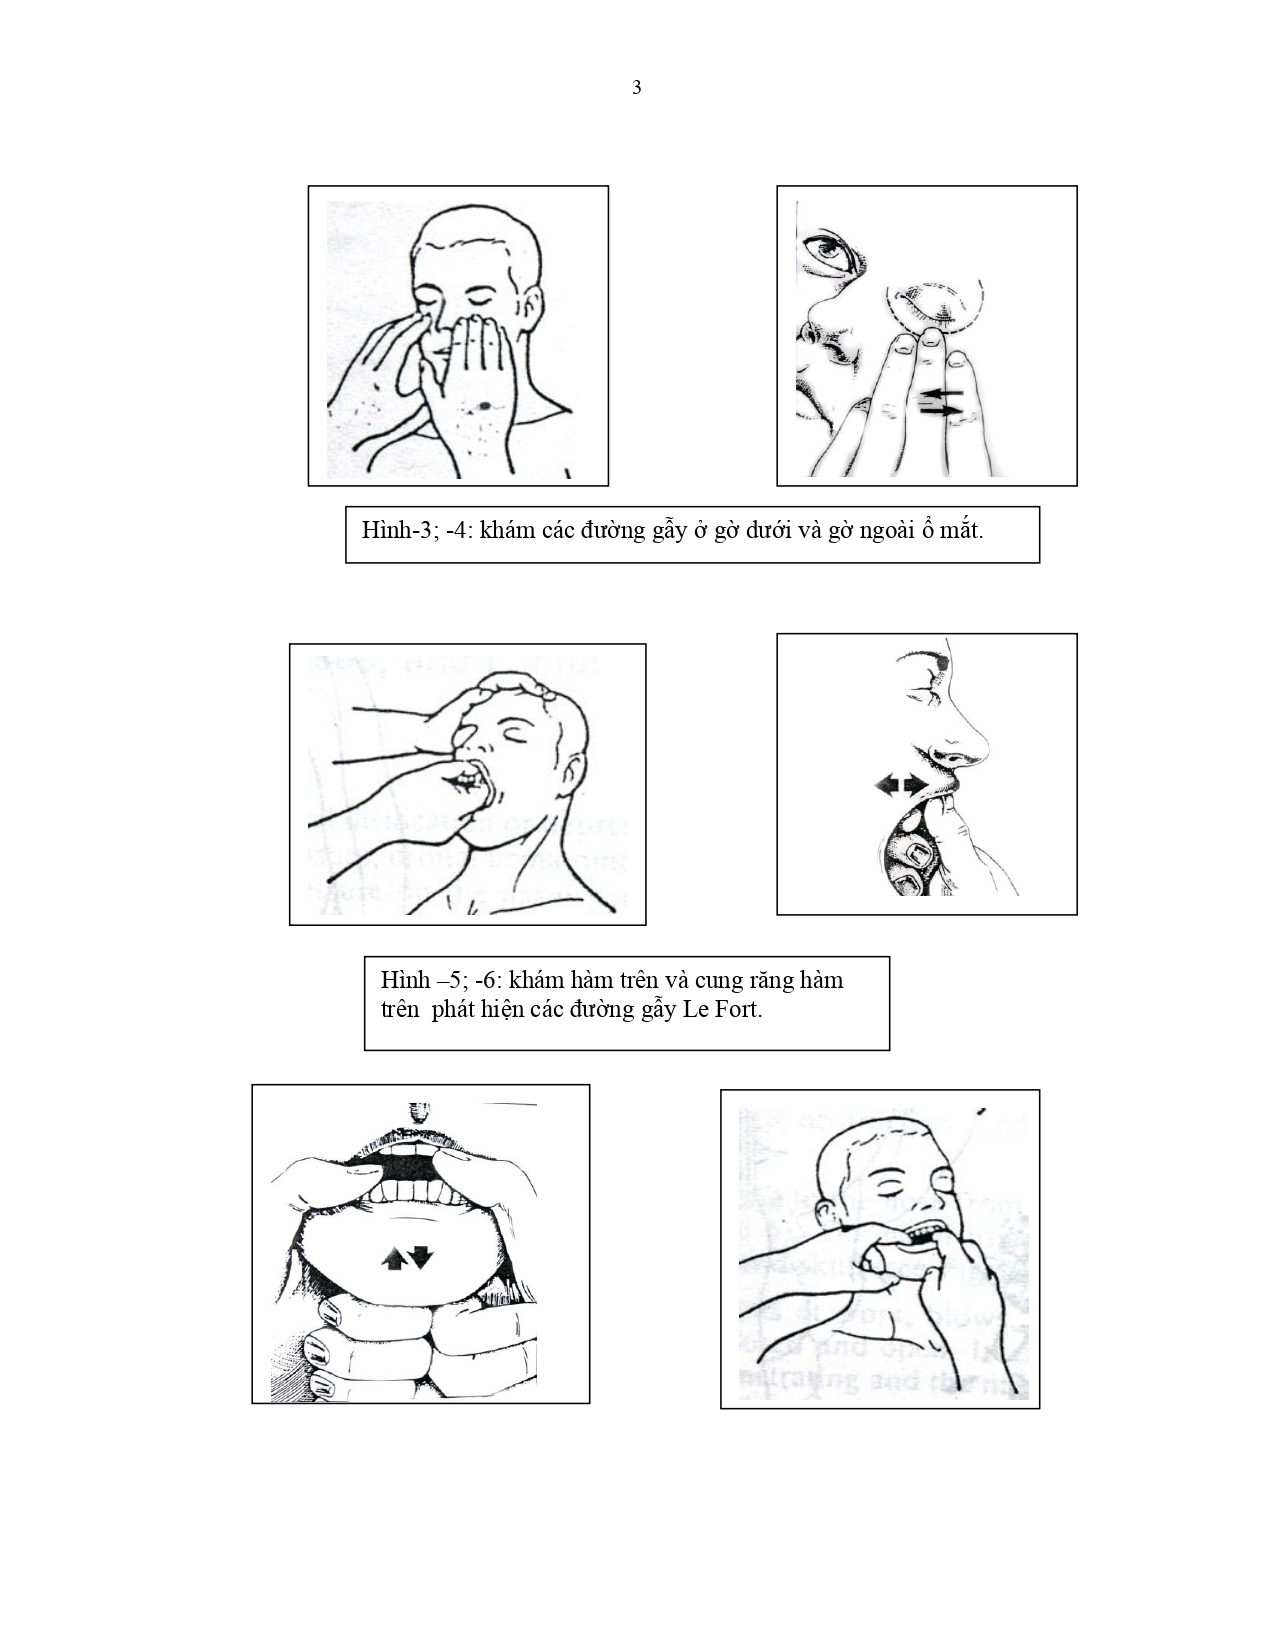 3
Hình-3; -4: khám các đường gẫy ở gờ dưới và gờ ngoài ổ mắt.
Hình –5; -6: khám hàm trên và cung răng hàm
trên  phát hiện các đường gẫy Le Fort.